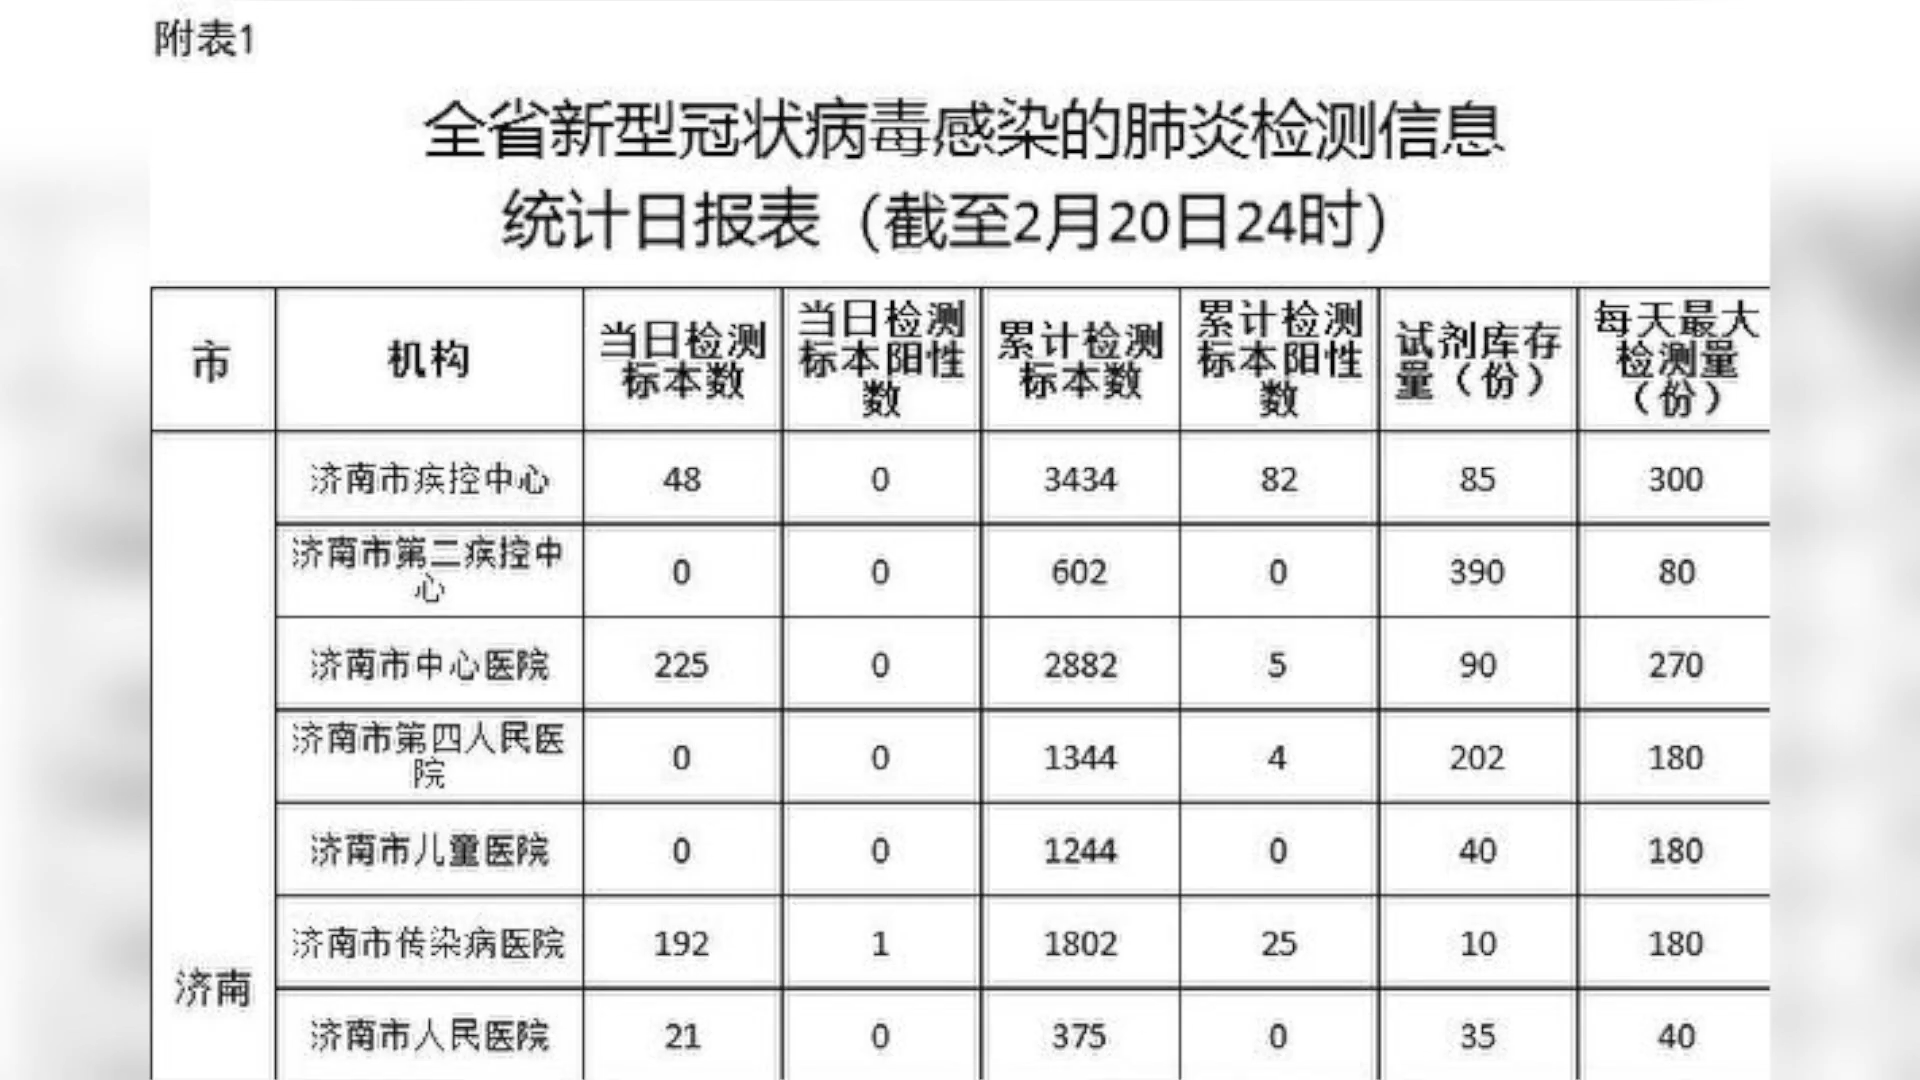 附表1
全省新型冠状病毒感染的肺炎检测信息
统计日报表（截至2月20日24时）
市 机构 当日检测标本数 当日检测标本阳性数 累计检测标本数 累计检测标本阳性数 试剂库存量（份） 每天最大检测量（份）
济南市疾控中心 48 0 3434 82 85 300
济南市第二疾控中心 0 0 602 0 390 80
济南市中心医院 225 0 2882 5 90 270
济南市第四人民医院 0 0 1344 4 202 180
济南市儿童医院 0 0 1244 0 40 180
济南市传染病医院 192 1 1802 25 10 180
济南
济南市人民医院 21 0 375 0 35 40